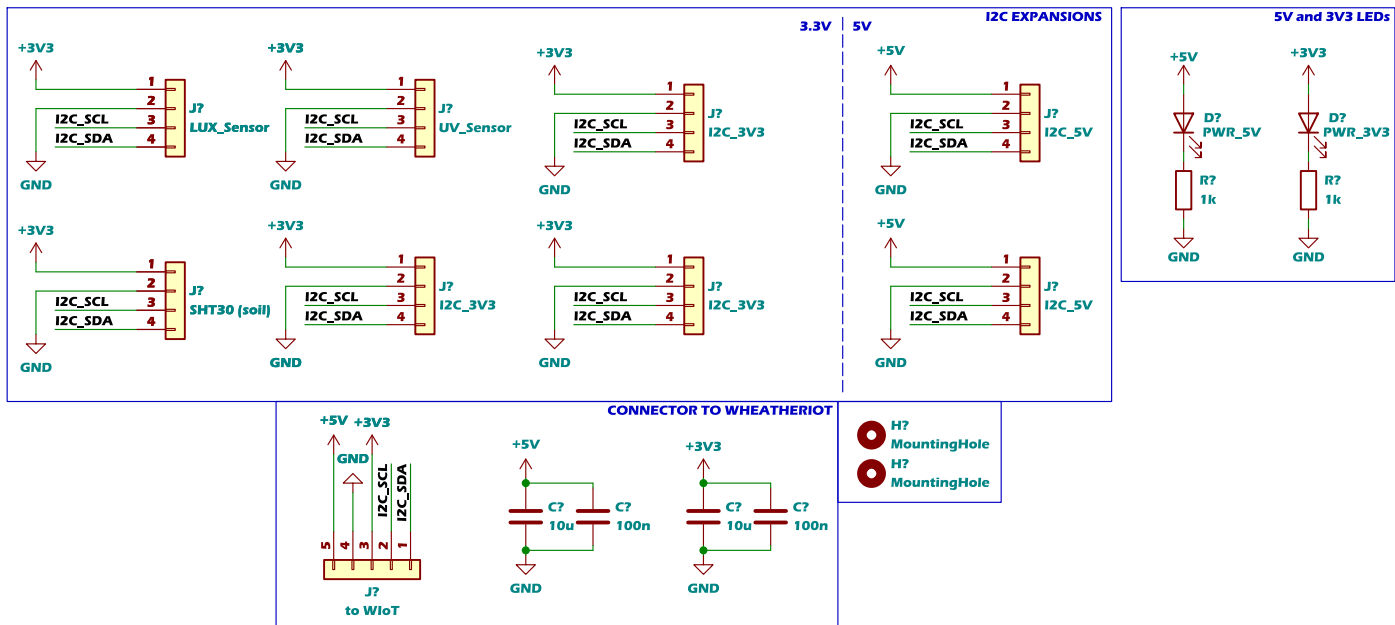 I2C EXPANSIONS
3.3V
5V
+3V3
1
2
I2C_SCL
3
I2C_SDA
4
J?
LUX_Sensor
GND
+3V3
1
2
I2C_SCL
3
I2C_SDA
4
J?
UV_Sensor
GND
+3V3
1
2
I2C_SCL
3
I2C_SDA
4
J?
I2C_3V3
GND
+5V
1
2
I2C_SCL
3
I2C_SDA
4
J?
I2C_5V
GND
+3V3
1
2
I2C_SCL
3
I2C_SDA
4
J?
SHT30 (soil)
GND
+3V3
1
2
I2C_SCL
3
I2C_SDA
4
J?
I2C_3V3
GND
+3V3
1
2
I2C_SCL
3
I2C_SDA
4
J?
I2C_3V3
GND
+5V
1
2
I2C_SCL
3
I2C_SDA
4
J?
I2C_5V
GND
5V and 3V3 LEDs
+5V
D?
PWR_5V
R?
1k
GND
+3V3
D?
PWR_3V3
R?
1k
GND
CONNECTOR TO WHEATHERIOT
+5V
+3V3
GND
I2C_SCL
I2C_SDA
5
4
3
2
1
J?
to WIoT
+5V
C?
10u
C?
100n
GND
+3V3
C?
10u
C?
100n
GND
H?
MountingHole
H?
MountingHole